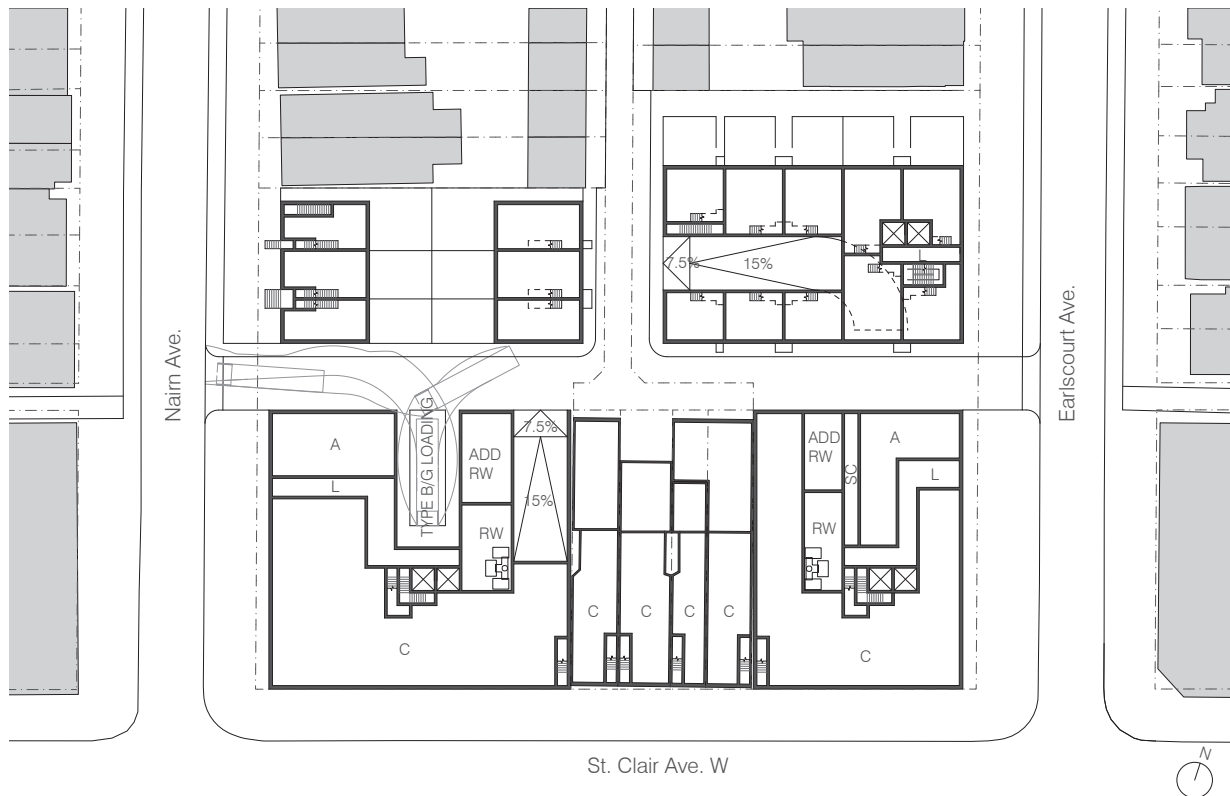 7.5%
15%
L
Nairn Ave.
Earlscourt Ave.
A
L
TYPE B/G LOADING
ADD
RW
RW
7.5%
15%
ADD
RW
SC
A
L
RW
C
C
C
C
C
C
St. Clair Ave. W
N